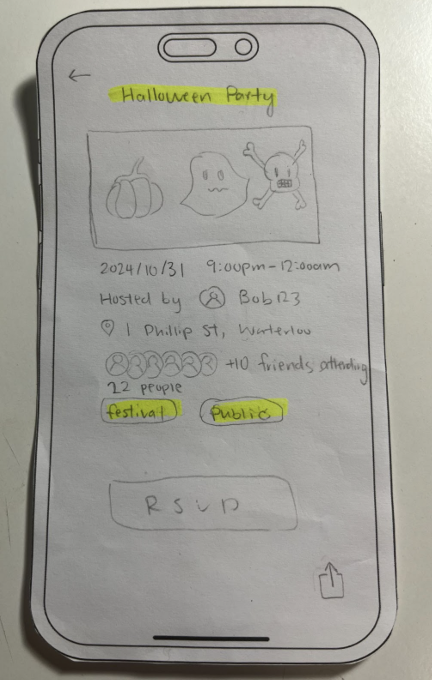 Halloween Party
2024/10/31 9:00pm-12:00am
Hosted by Bob123
1 Phillip St, Waterloo
+10 friends attending
22 people
festival public
RSVP